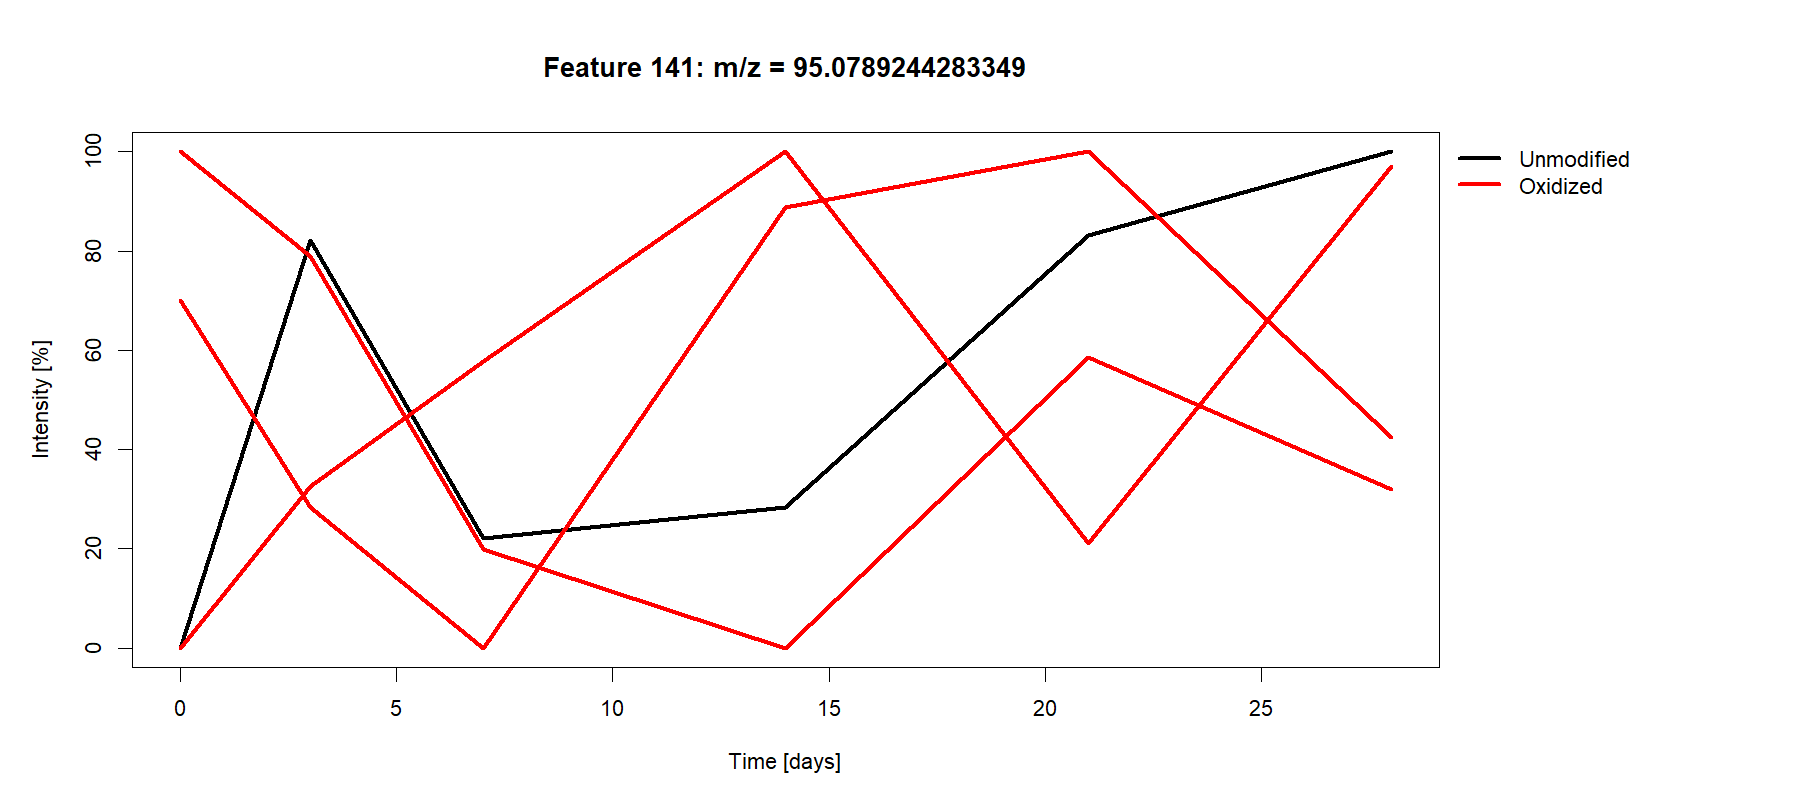 Feature 141: m/z = 95.0789244283349
Unmodified
Oxidized
100
80
60
40
20
0
Intensity [%]
0 5 10 15 20 25
Time [days]